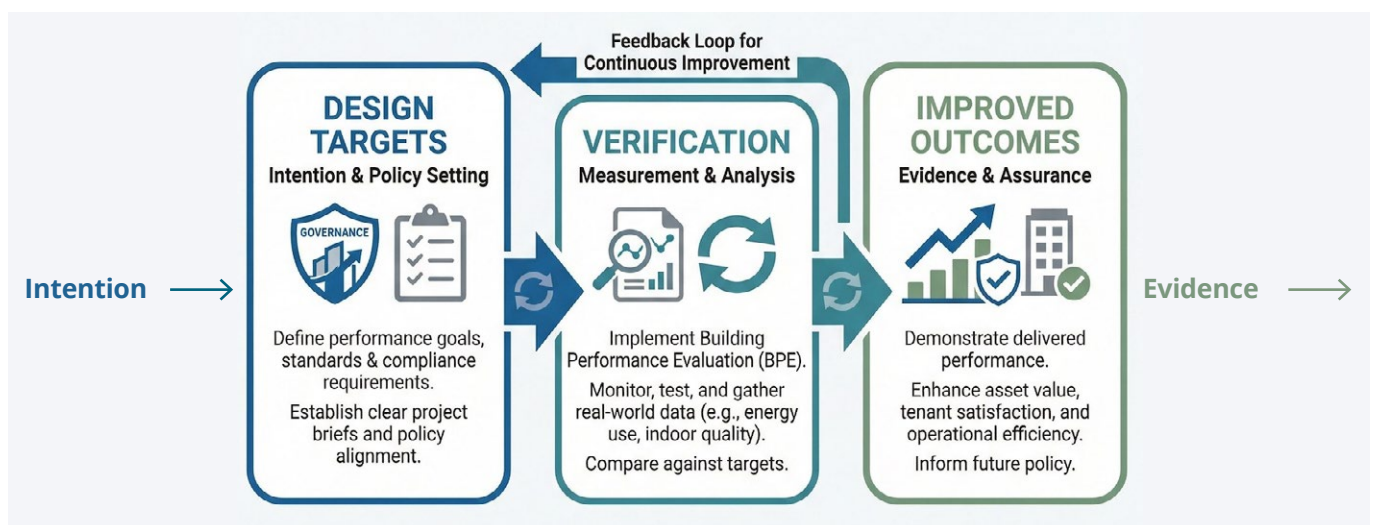 Feedback Loop for
Continuous Improvement
DESIGN
TARGETS
Intention & Policy Setting
GOVERNANCE
Define performance goals,
standards & compliance
requirements.
Establish clear project
briefs and policy
alignment.
VERIFICATION
Measurement & Analysis
Implement Building
Performance Evaluation (BPE).
Monitor, test, and gather
real-world data (e.g., energy
use, indoor quality).
Compare against targets.
IMPROVED
OUTCOMES
Evidence & Assurance
Demonstrate delivered
performance.
Enhance asset value,
tenant satisfaction, and
operational efficiency.
Inform future policy.
Intention
Evidence